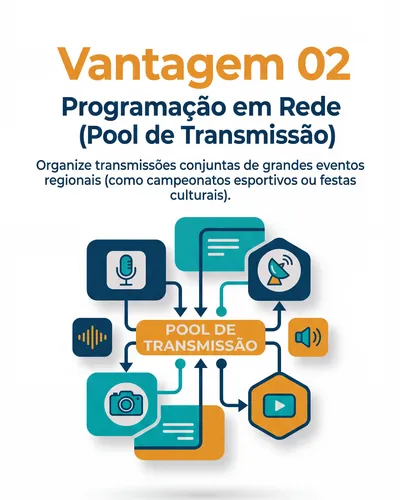 Vantagem 02
Programação em Rede
(Pool de Transmissão)
Organize transmissões conjuntas de grandes eventos
regionais (como campeonatos esportivos ou festas
culturais).
POOL DE
TRANSMISSÃO